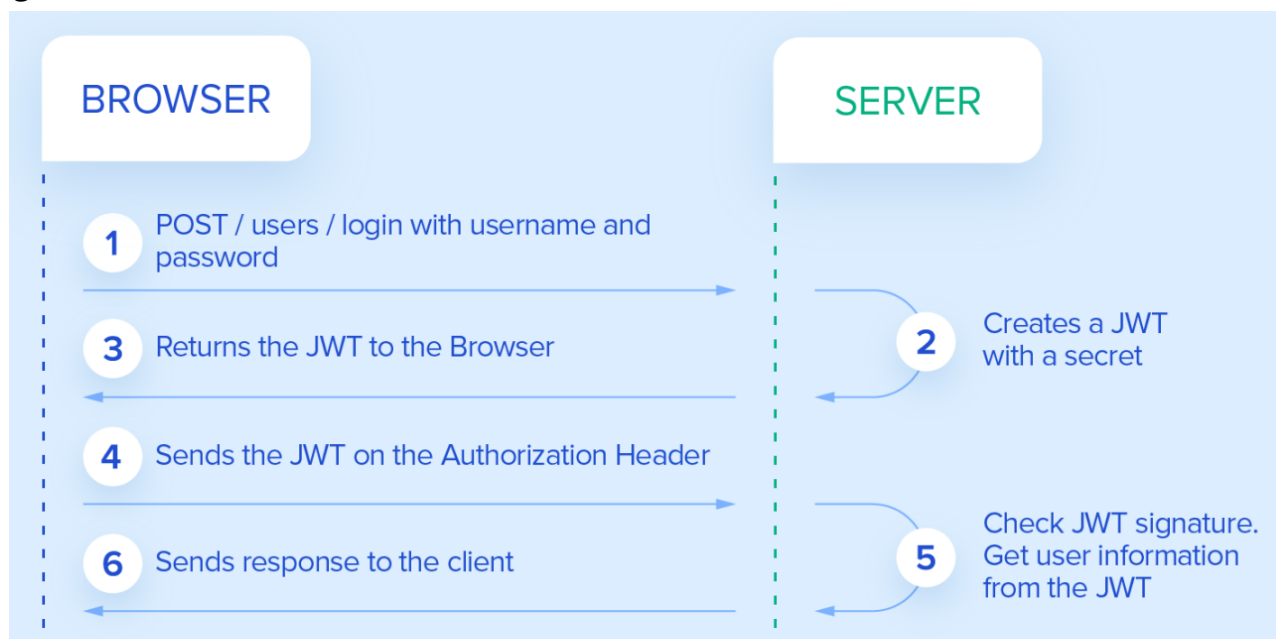 BROWSER
SERVER
1
POST / users / login with username and
password
2
Creates a JWT
with a secret
3
Returns the JWT to the Browser
4
Sends the JWT on the Authorization Header
5
Check JWT signature.
Get user information
from the JWT
6
Sends response to the client